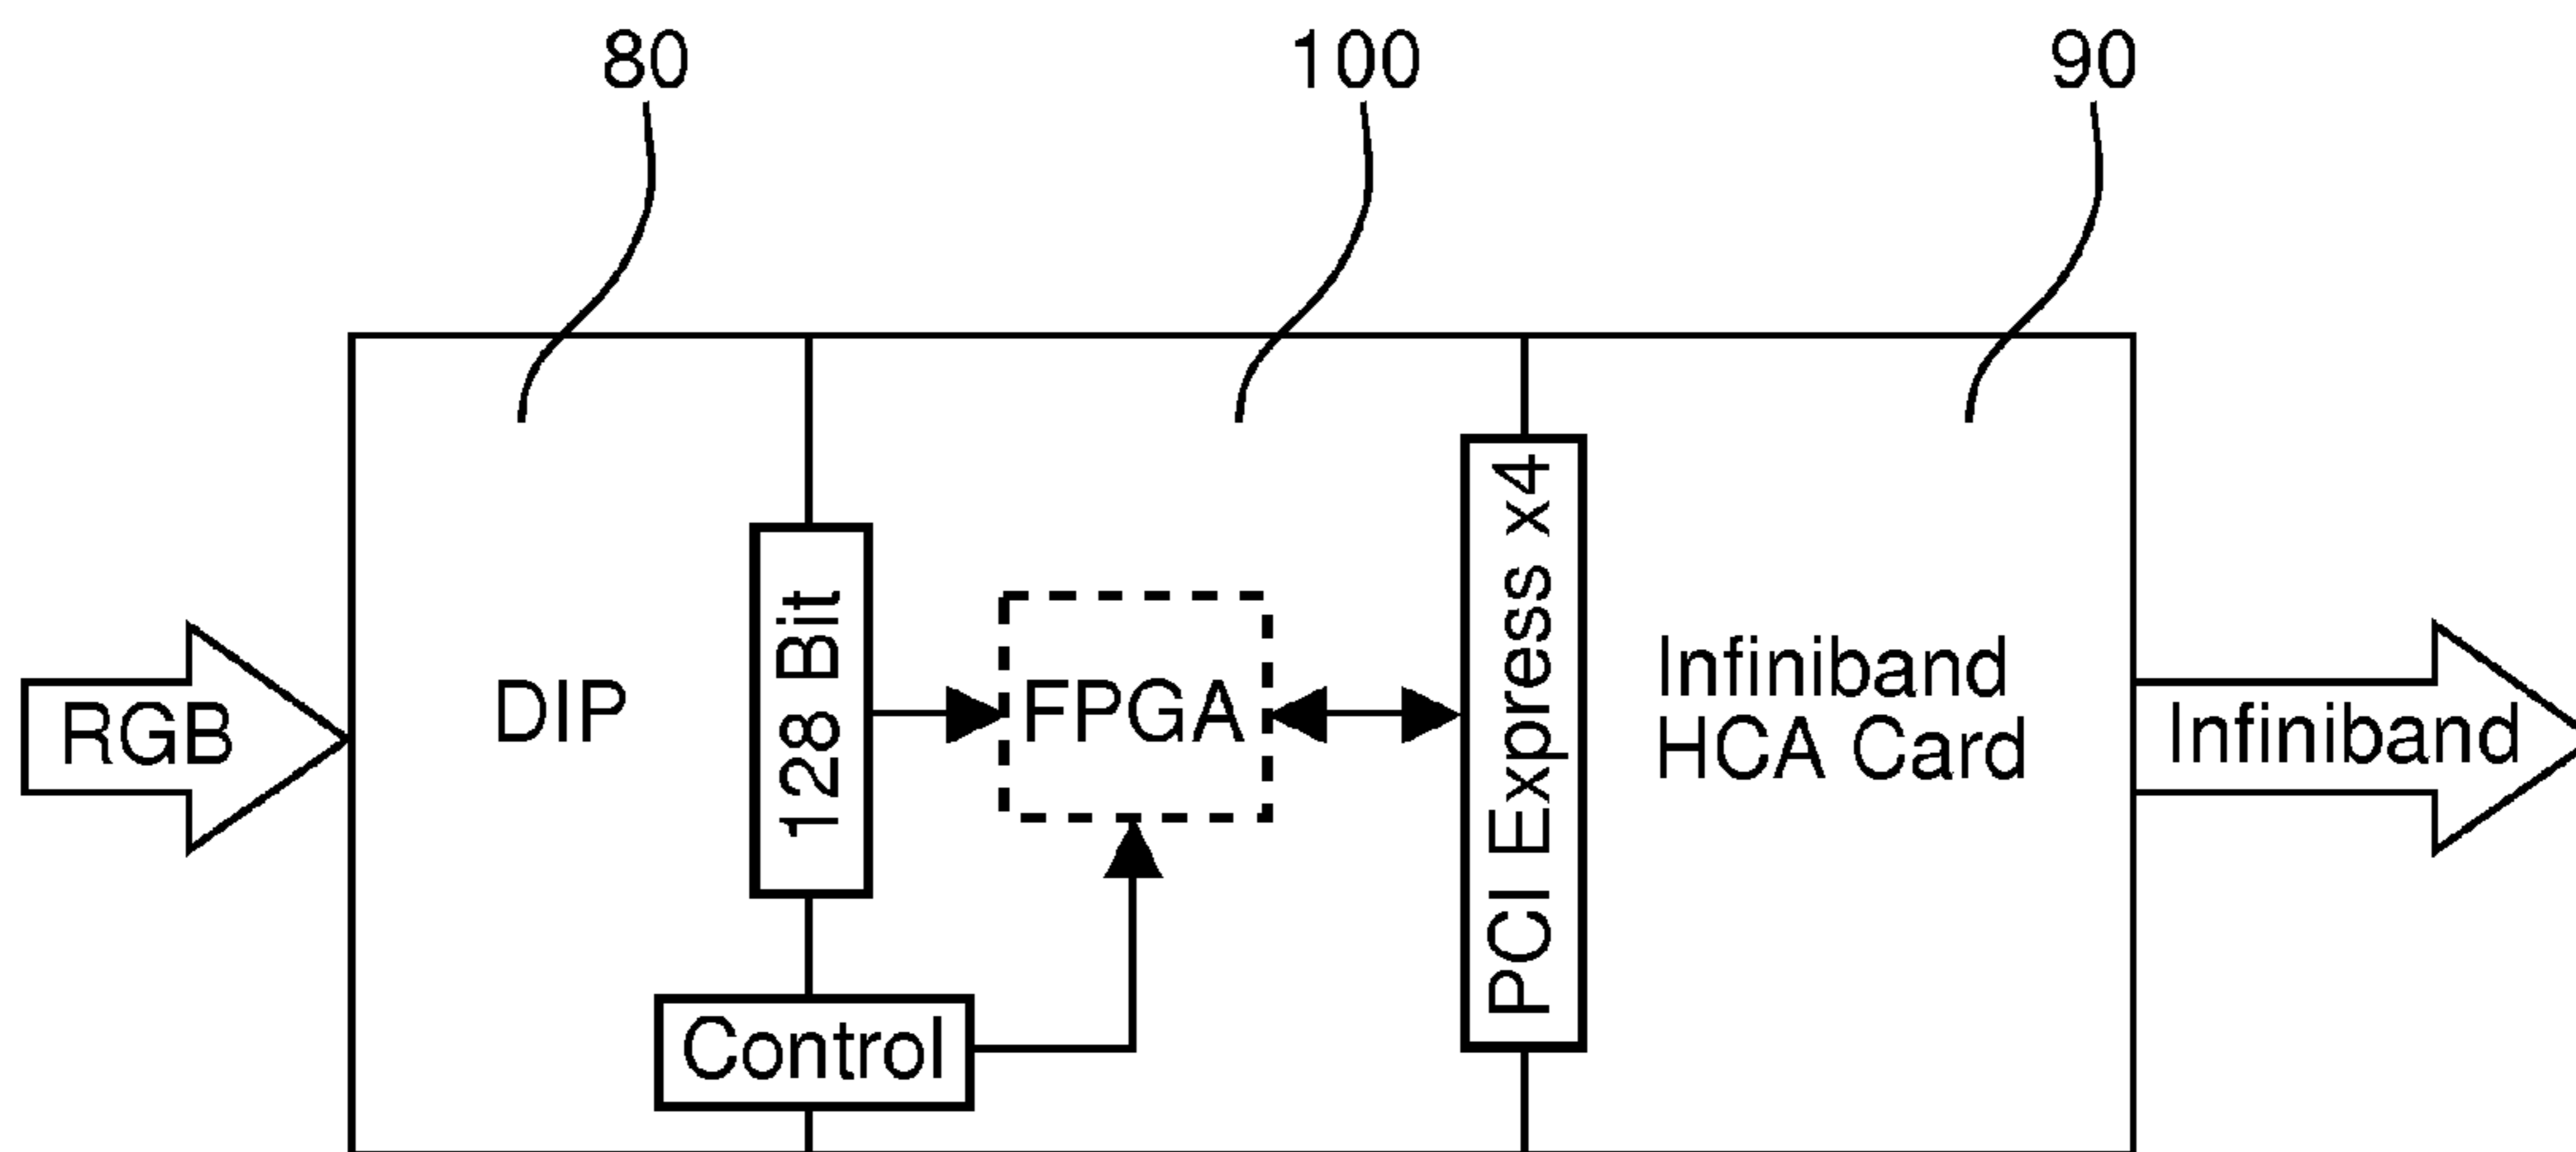 80
100
90
RGB
DIP
128 Bit
FPGA
Control
PCI Express x4
Infiniband
HCA Card
Infiniband